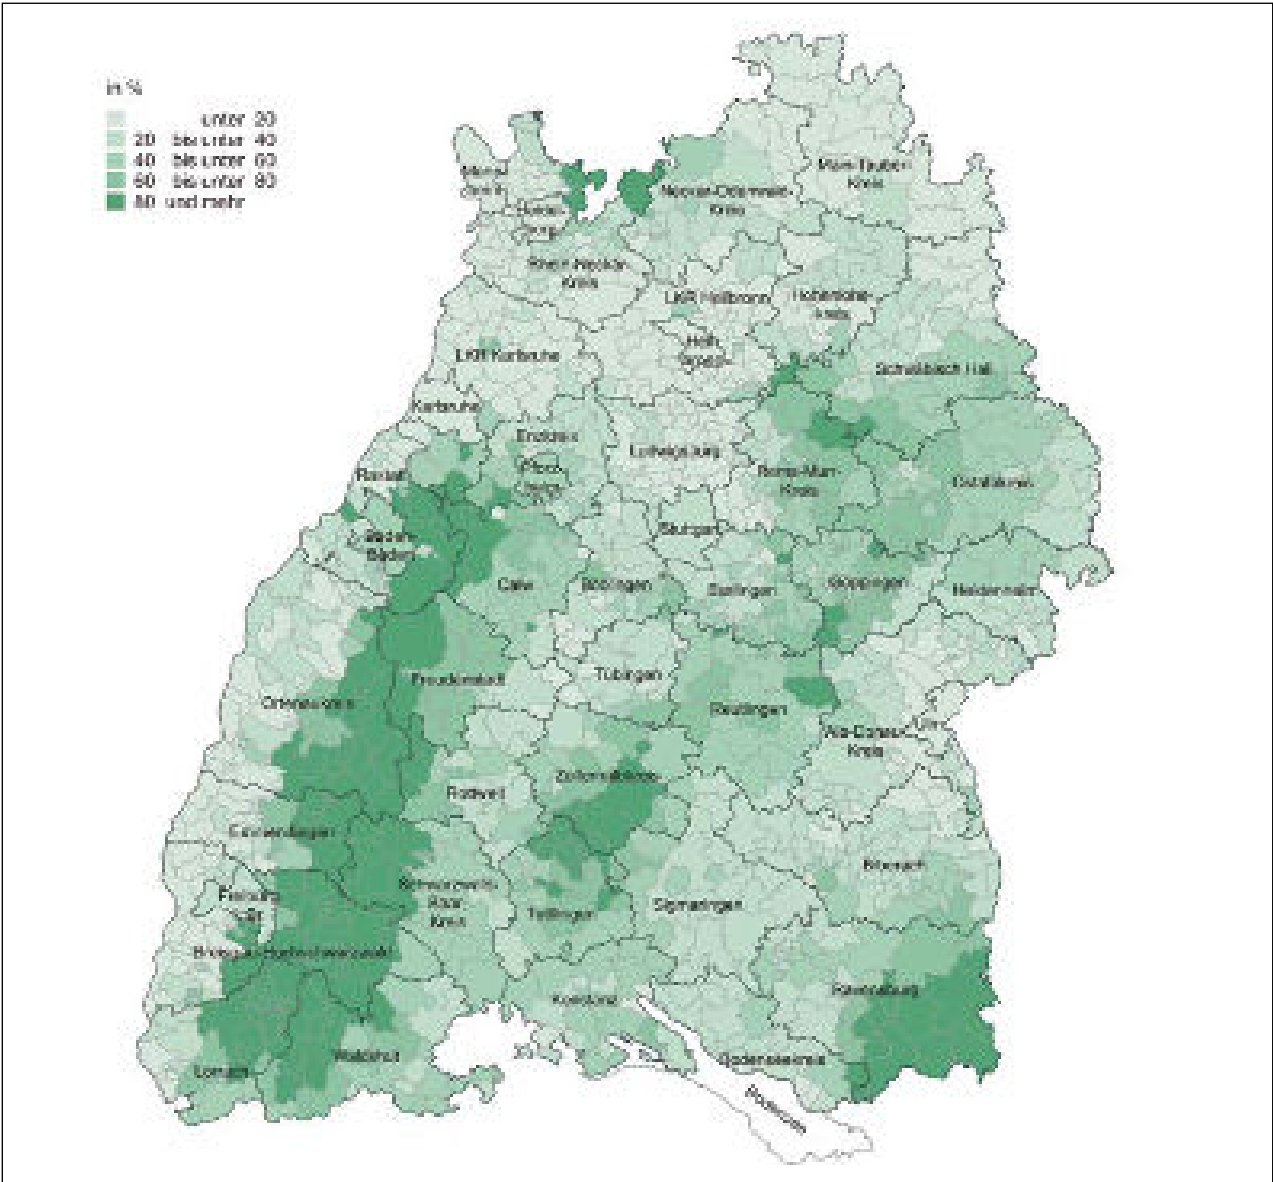 in %
unter 20
20 bis unter 40
40 bis unter 60
60 bis unter 80
80 und mehr
Main-Tauber-
Kreis
Neckar-Odenwald-
Kreis
Rhein-Neckar-
Kreis
LKR Heilbronn
Hohenlohe-
kreis
LKR Karlsruhe
Schwäbisch Hall
Karlsruhe
Enzkreis
Ludwigsburg
Rems-Murr-
Kreis
Ostalbkreis
Rastatt
Stuttgart
Baden-
Baden
Calw
Böblingen
Esslingen
Göppingen
Heidenheim
Freudenstadt
Tübingen
Ortenaukreis
Reutlingen
Alb-Donau-
Kreis
Ulm
Zollernalbkreis
Rottweil
Emmendingen
Biberach
Freiburg
Schwarzwald-
Baar-
Kreis
Tuttlingen
Sigmaringen
Breisgau-Hochschwarzwald
Ravensburg
Konstanz
Waldshut
Lörrach
Bodenseekreis
Bodensee